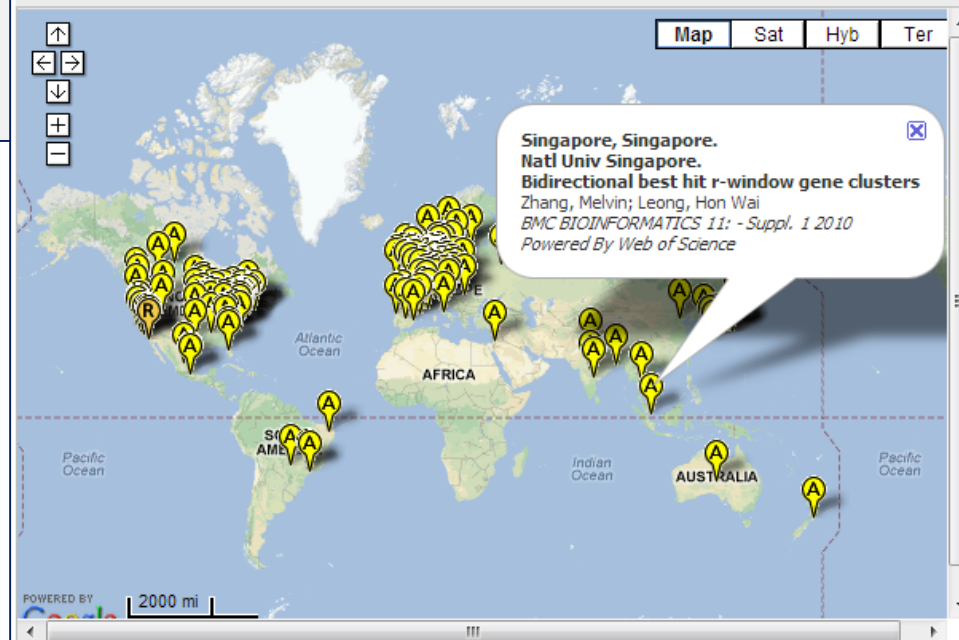 Map Sat Hyb Ter
Singapore, Singapore.
Natl Univ Singapore.
Bidirectional best hit r-window gene clusters
Zhang, Melvin; Leong, Hon Wai
BMC BIOINFORMATICS 11: - Suppl. 1 2010
Powered By Web of Science
R
A
Atlantic
Ocean
AFRICA
Pacific
Ocean
Indian
Ocean
AUSTRALIA
Pacific
Ocean
POWERED BY
Google
2000 mi